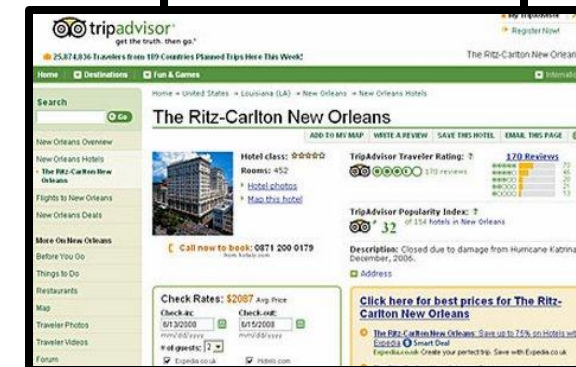 My TripAdvisor
tripadvisor®
get the truth. then go.™
Register Now!
25,874,836 Travelers from 189 Countries Planned Trips Here This Week!
The Ritz-Carlton New Orleans
Home Destinations Fun & Games
Home » United States » Louisiana (LA) » New Orleans » New Orleans Hotels
Search
Go
The Ritz-Carlton New Orleans
ADD TO MY MAP WRITE A REVIEW SAVE THIS HOTEL EMAIL THIS PAGE
New Orleans Overview
New Orleans Hotels
• The Ritz-Carlton New Orleans
Flights to New Orleans
New Orleans Deals
More On New Orleans
Before You Go
Things to Do
Restaurants
Map
Traveler Photos
Traveler Videos
Forum
Hotel class:
Rooms: 452
Hotel photos
Map this hotel
Call now to book: 0871 200 0179
from hotels.com
TripAdvisor Traveler Rating: ?
170 reviews
170 Reviews
TripAdvisor Popularity Index: ?
32 of 154 hotels in New Orleans
Description: Closed due to damage from Hurricane Katrina
December, 2006.
Address
Check Rates: $2087 Avg Price
Check-in: Check-out:
6/13/2008 6/15/2008
mm/dd/yyyy mm/dd/yyyy
# of guests: 2
Expedia.co.uk Hotels.com
Click here for best prices for The Ritz-
Carlton New Orleans
The Ritz-Carlton New Orleans: Save up to 75% on Hotels with
Expedia Smart Deal
Expedia.co.uk Create your perfect trip. Save with Expedia.co.uk